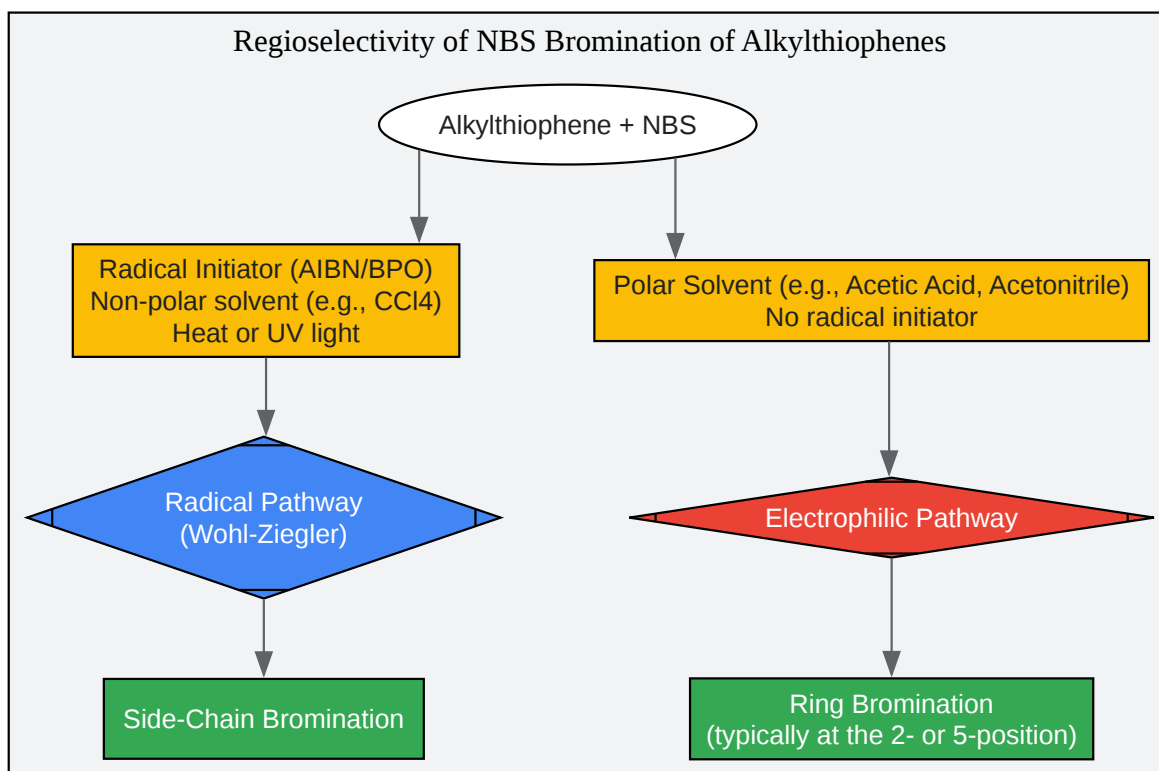 Regioselectivity of NBS Bromination of Alkylthiophenes
Alkylthiophene + NBS
Radical Initiator (AIBN/BPO)
Non-polar solvent (e.g., CCl4)
Heat or UV light
Polar Solvent (e.g., Acetic Acid, Acetonitrile)
No radical initiator
Radical Pathway
(Wohl-Ziegler)
Electrophilic Pathway
Side-Chain Bromination
Ring Bromination
(typically at the 2- or 5-position)